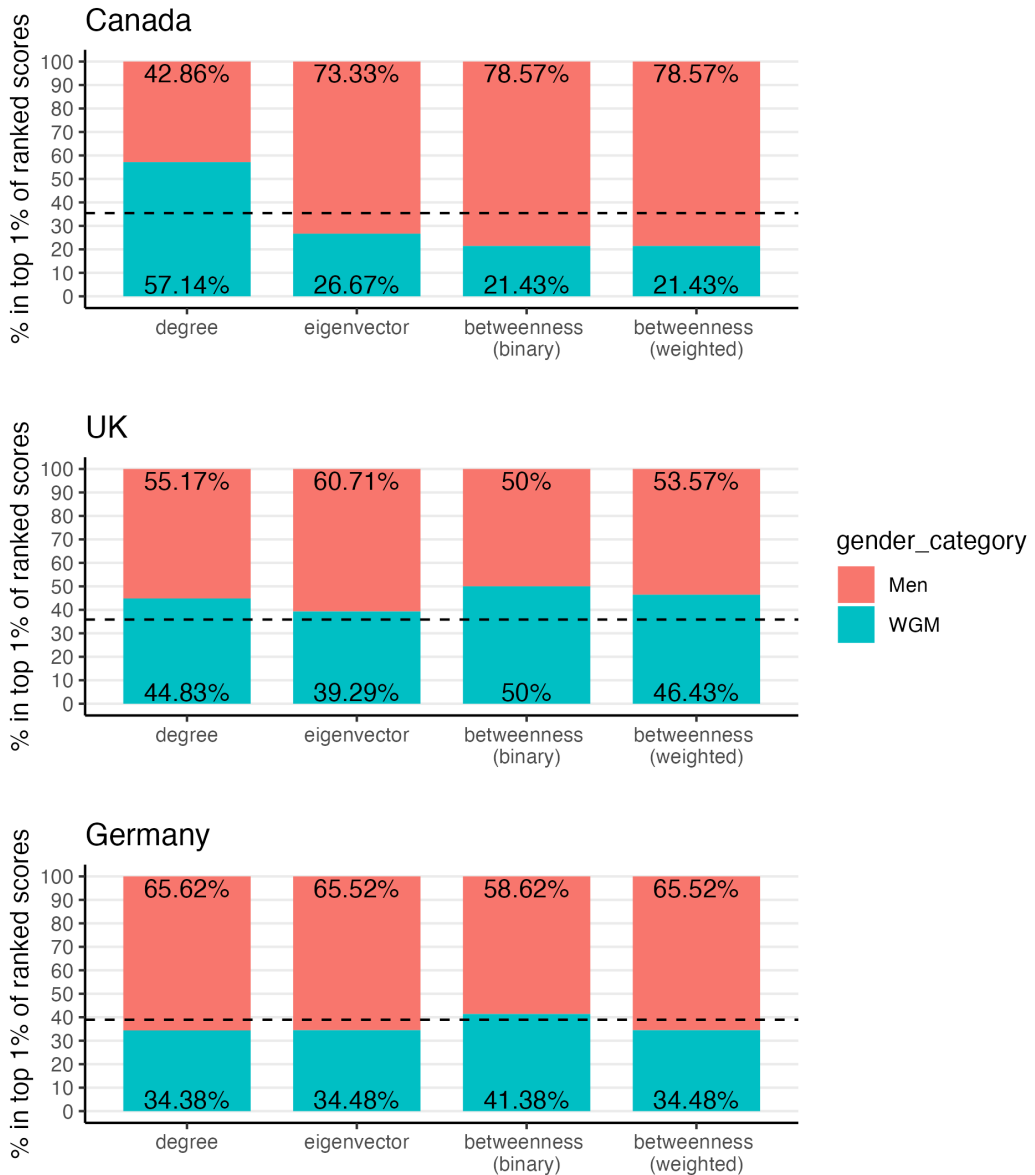 Canada
% in top 1% of ranked scores
100
90
80
70
60
50
40
30
20
10
0
42.86% 73.33% 78.57% 78.57%
57.14% 26.67% 21.43% 21.43%
degree eigenvector betweenness betweenness
(binary) (weighted)
UK
% in top 1% of ranked scores
100
90
80
70
60
50
40
30
20
10
0
55.17% 60.71% 50% 53.57%
44.83% 39.29% 50% 46.43%
degree eigenvector betweenness betweenness
(binary) (weighted)
gender_category
Men
WGM
Germany
% in top 1% of ranked scores
100
90
80
70
60
50
40
30
20
10
0
65.62% 65.52% 58.62% 65.52%
34.38% 34.48% 41.38% 34.48%
degree eigenvector betweenness betweenness
(binary) (weighted)